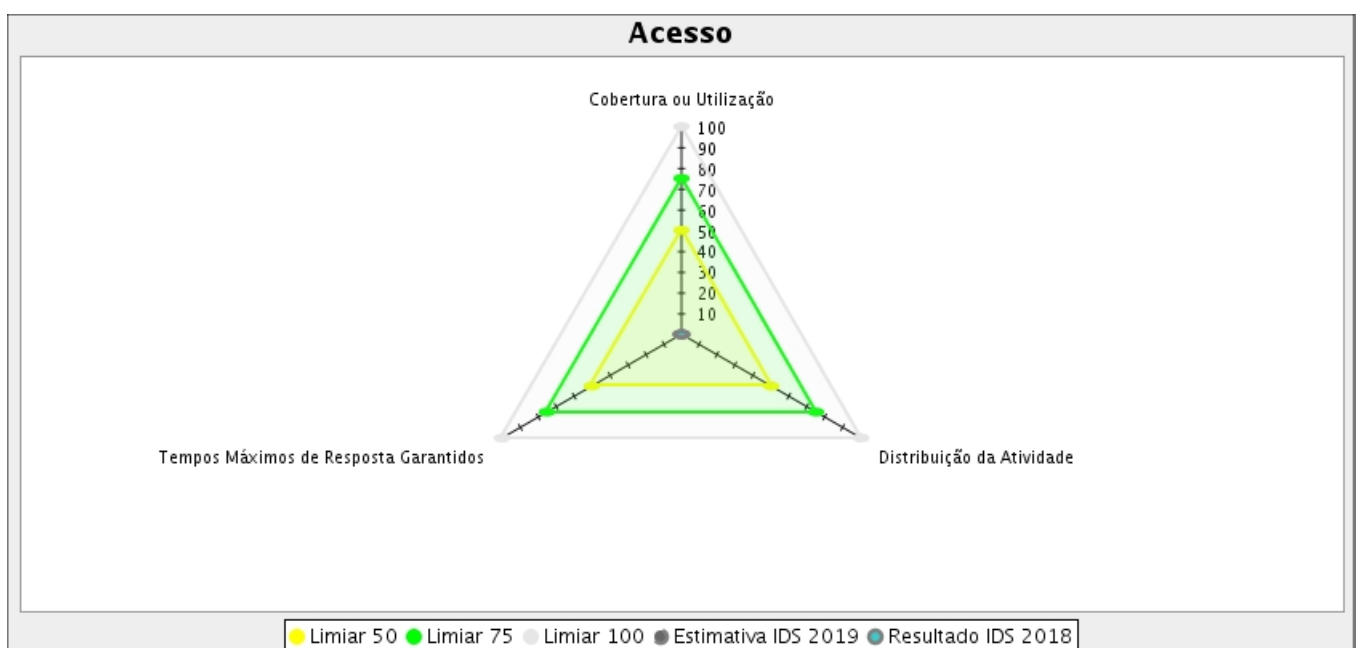 Acesso
Cobertura ou Utilização
100
90
80
70
60
50
40
30
20
10
Tempos Máximos de Resposta Garantidos
Distribuição da Atividade
Limiar 50 Limiar 75 Limiar 100 Estimativa IDS 2019 Resultado IDS 2018